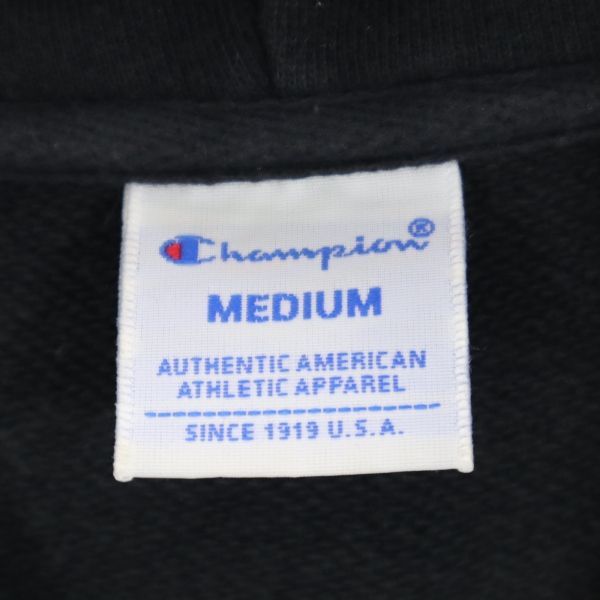 Champion®
MEDIUM
AUTHENTIC AMERICAN
ATHLETIC APPAREL
SINCE 1919 U.S.A.